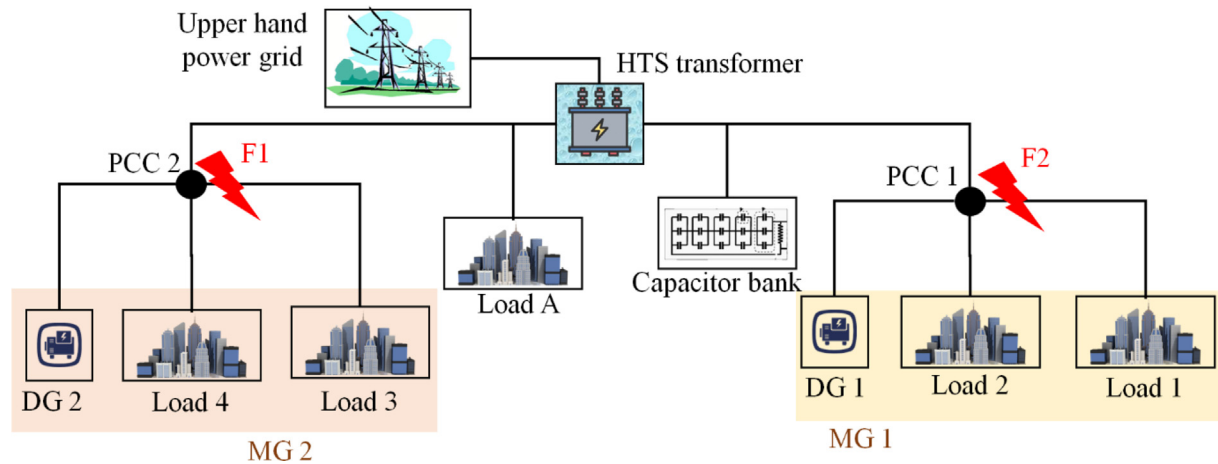 Upper hand
power grid
HTS transformer
PCC 2
F1
PCC 1
F2
Load A
Capacitor bank
DG 2
Load 4
Load 3
DG 1
Load 2
Load 1
MG 2
MG 1